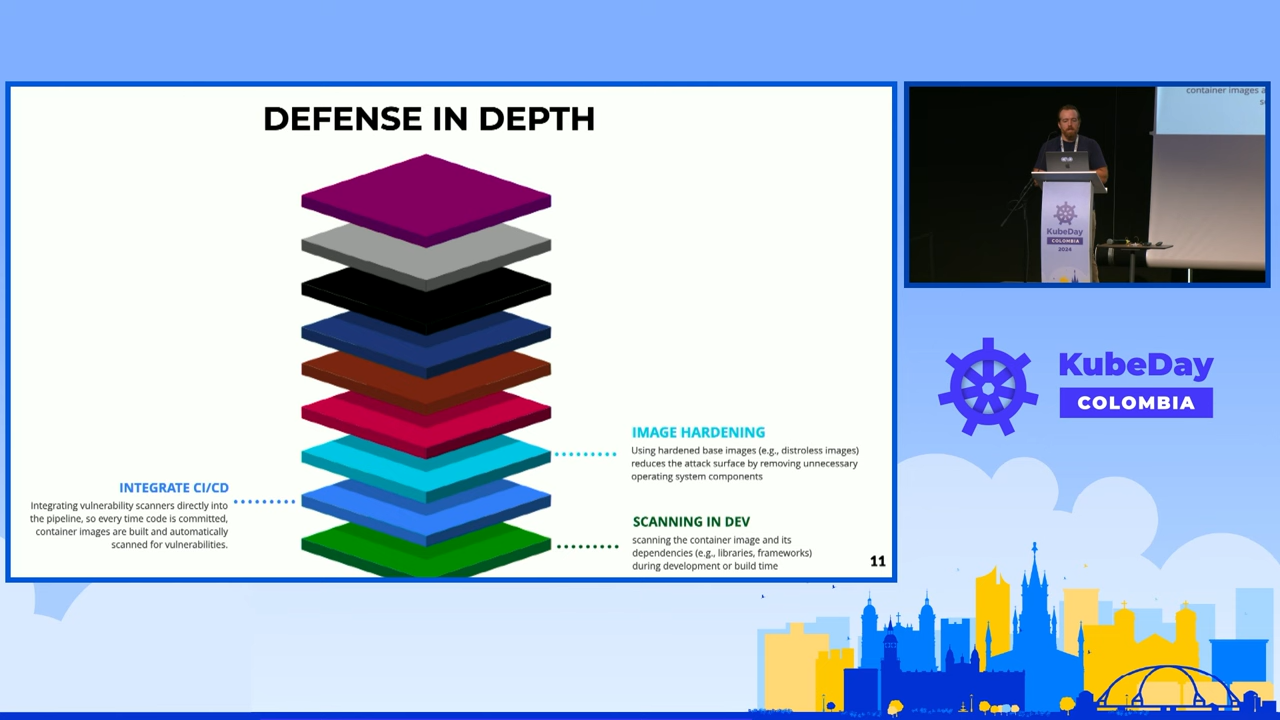 DEFENSE IN DEPTH
IMAGE HARDENING
Using hardened base images (e.g., distroless images)
reduces the attack surface by removing unnecessary
operating system components
INTEGRATE CI/CD
Integrating vulnerability scanners directly into
the pipeline, so every time code is committed,
container images are built and automatically
scanned for vulnerabilities.
SCANNING IN DEV
scanning the container image and its
dependencies (e.g., libraries, frameworks)
during development or build time
11
container images a
s
KubeDay
COLOMBIA
2024
KubeDay
COLOMBIA